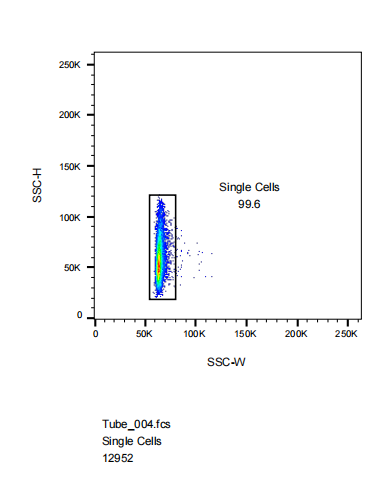 250K
200K
150K
100K
50K
0
SSC-H
Single Cells
99.6
0 50K 100K 150K 200K 250K
SSC-W
Tube_004.fcs
Single Cells
12952